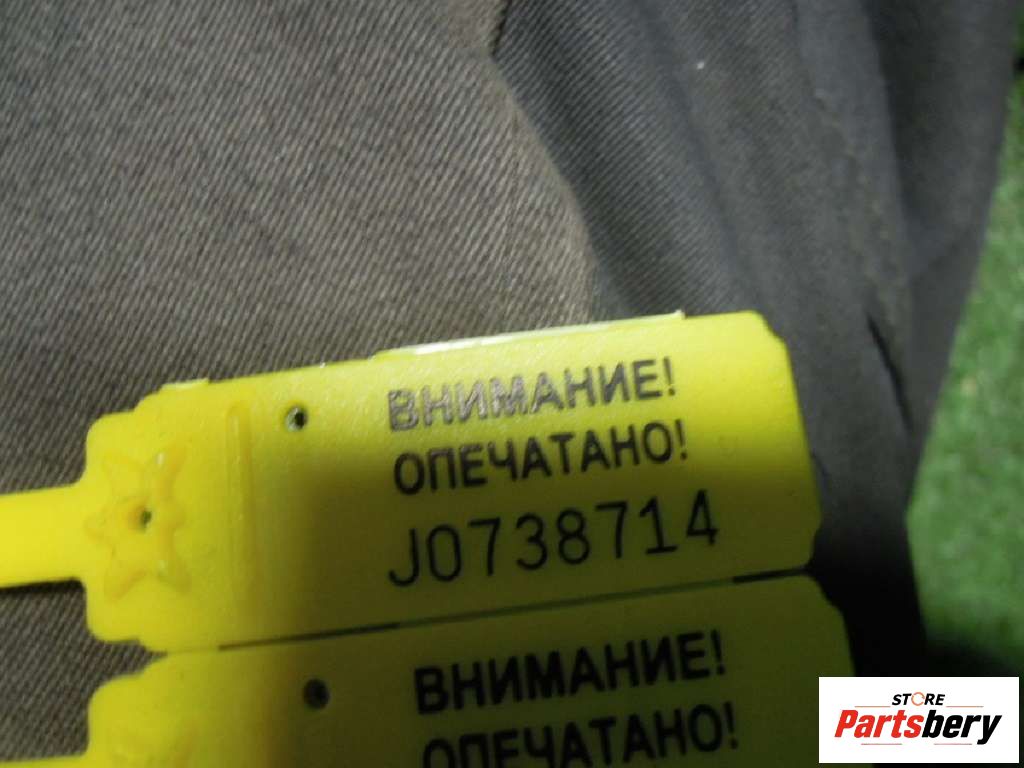 ВНИМАНИЕ!
ОПЕЧАТАНО!
J0738714
ВНИМАНИЕ!
ОПЕЧАТАНО!
STORE
Partsbery